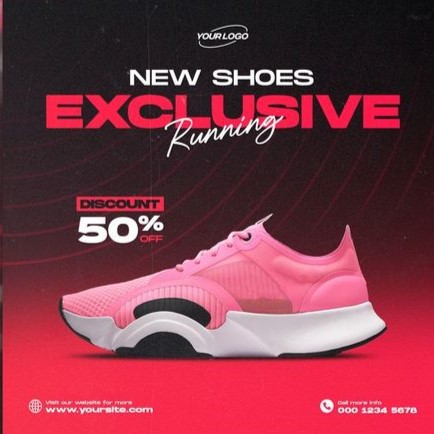 YOUR LOGO
NEW SHOES
EXCLUSIVE
Running
DISCOUNT
50%
OFF
Visit our website for more
www.yoursite.com
Call more info
000 1234 5678